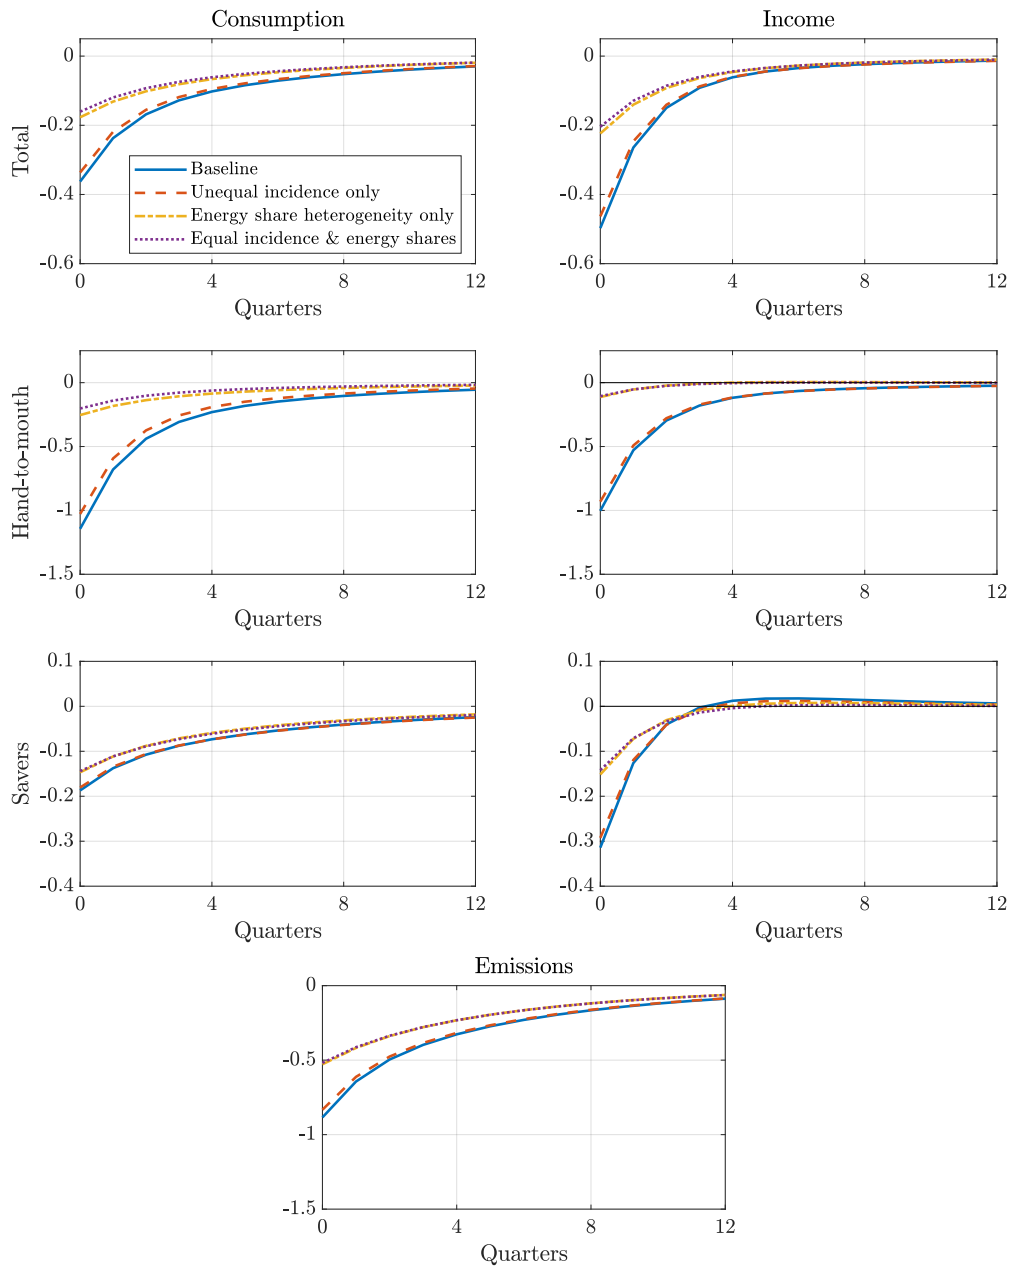 Consumption
Income
Total
0
-0.2
-0.4
-0.6
Baseline
Unequal incidence only
Energy share heterogeneity only
Equal incidence & energy shares
0 4 8 12
Quarters
0
-0.2
-0.4
-0.6
0 4 8 12
Quarters
Hand-to-mouth
0
-0.5
-1
-1.5
0 4 8 12
Quarters
0
-0.5
-1
-1.5
0 4 8 12
Quarters
Savers
0.1
0
-0.1
-0.2
-0.3
-0.4
0 4 8 12
Quarters
0.1
0
-0.1
-0.2
-0.3
-0.4
0 4 8 12
Quarters
Emissions
0
-0.5
-1
-1.5
0 4 8 12
Quarters